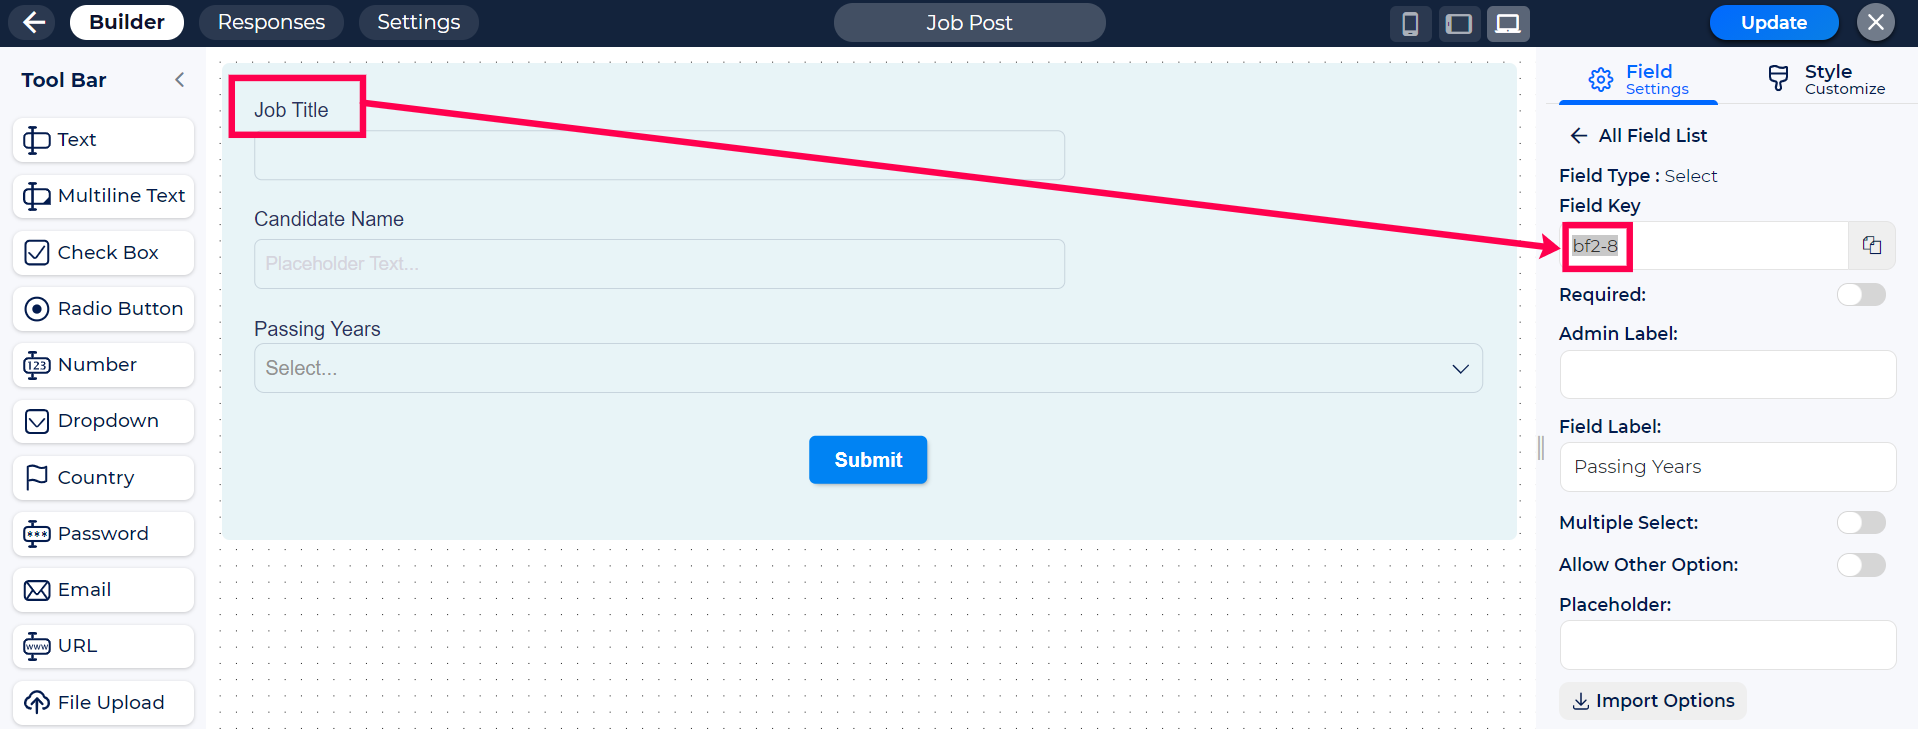 Builder
Responses
Settings
Job Post
Update
Tool Bar
Text
Multiline Text
Check Box
Radio Button
123
Number
Dropdown
Country
***
Password
Email
www
URL
File Upload
Job Title
Candidate Name
Placeholder Text...
Passing Years
Select...
Submit
Field
Settings
Style
Customize
All Field List
Field Type : Select
Field Key
bf2-8
Required:
Admin Label:
Field Label:
Passing Years
Multiple Select:
Allow Other Option:
Placeholder:
Import Options